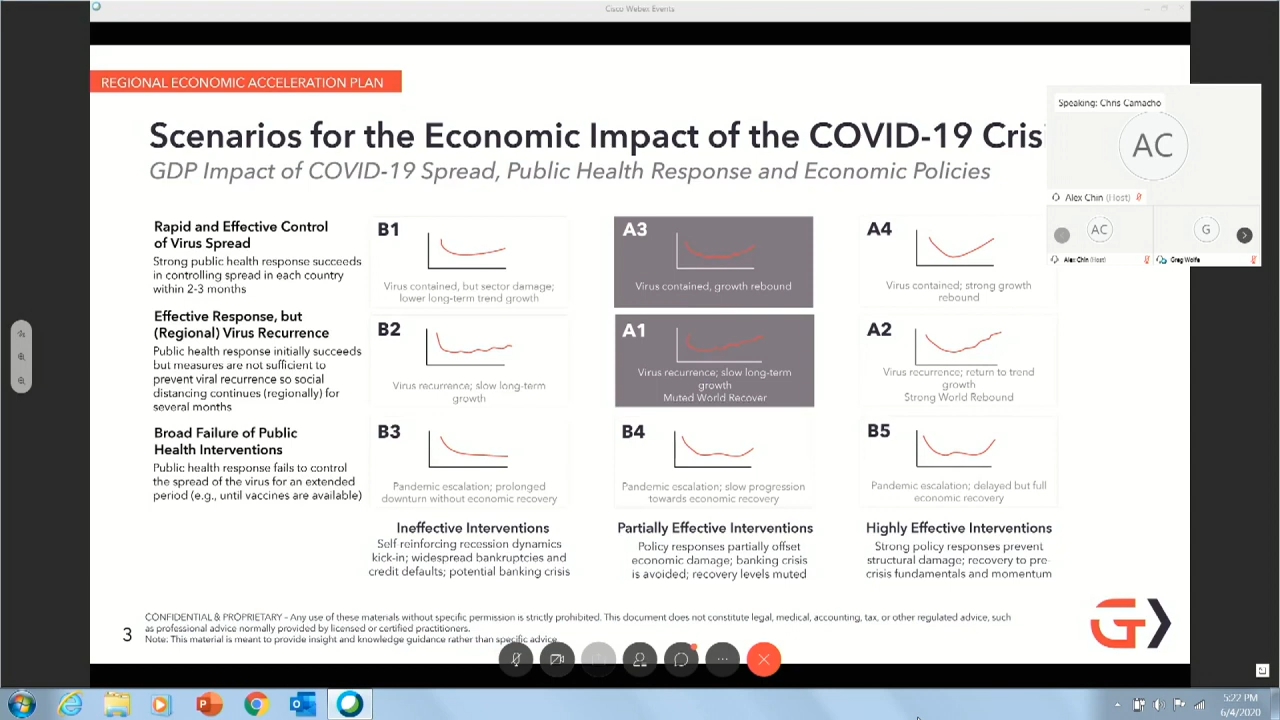 Cisco Webex Events
REGIONAL ECONOMIC ACCELERATION PLAN
Scenarios for the Economic Impact of the COVID-19 Cris
GDP Impact of COVID-19 Spread, Public Health Response and Economic Policies
Speaking: Chris Camacho
AC
Alex Chin (Host)
AC
G
Alex Chin (Host)
Greg Wolfe
Rapid and Effective Control
of Virus Spread
Strong public health response succeeds
in controlling spread in each country
within 2-3 months
B1
Virus contained, but sector damage;
lower long-term trend growth
A3
Virus contained, growth rebound
A4
Virus contained; strong growth
rebound
Effective Response, but
(Regional) Virus Recurrence
Public health response initially succeeds
but measures are not sufficient to
prevent viral recurrence so social
distancing continues (regionally) for
several months
B2
Virus recurrence; slow long-term
growth
A1
Virus recurrence; slow long-term
growth
Muted World Recover
A2
Virus recurrence; return to trend
growth
Strong World Rebound
Broad Failure of Public
Health Interventions
Public health response fails to control
the spread of the virus for an extended
period (e.g., until vaccines are available)
B3
Pandemic escalation; prolonged
downturn without economic recovery
B4
Pandemic escalation; slow progression
towards economic recovery
B5
Pandemic escalation; delayed but full
economic recovery
Ineffective Interventions
Self reinforcing recession dynamics
kick-in; widespread bankruptcies and
credit defaults; potential banking crisis
Partially Effective Interventions
Policy responses partially offset
economic damage; banking crisis
is avoided; recovery levels muted
Highly Effective Interventions
Strong policy responses prevent
structural damage; recovery to pre-
crisis fundamentals and momentum
CONFIDENTIAL & PROPRIETARY – Any use of these materials without specific permission is strictly prohibited. This document does not constitute legal, medical, accounting, tax, or other regulated advice, such
as professional advice normally provided by licensed or certified practitioners.
Note: This material is meant to provide insight and knowledge guidance rather than specific advice
3
5:22 PM
6/4/2020